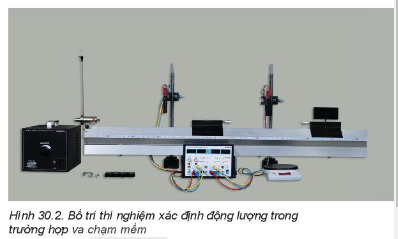 Hình 30.2. Bố trí thí nghiệm xác định động lượng trong
trường hợp va chạm mềm